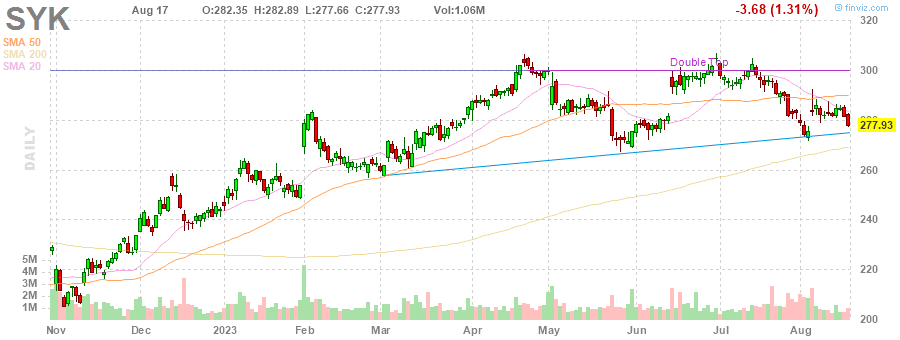 SYK
Aug 17 O:282.35 H:282.89 L:277.66 C:277.93 Vol:1.06M
-3.68 (1.31%)
© finviz.com
SMA 50
SMA 200
SMA 20
DAILY
Double Top
320
300
280
277.93
260
240
220
200
5M
4M
3M
2M
1M
Nov Dec 2023 Feb Mar Apr May Jun Jul Aug